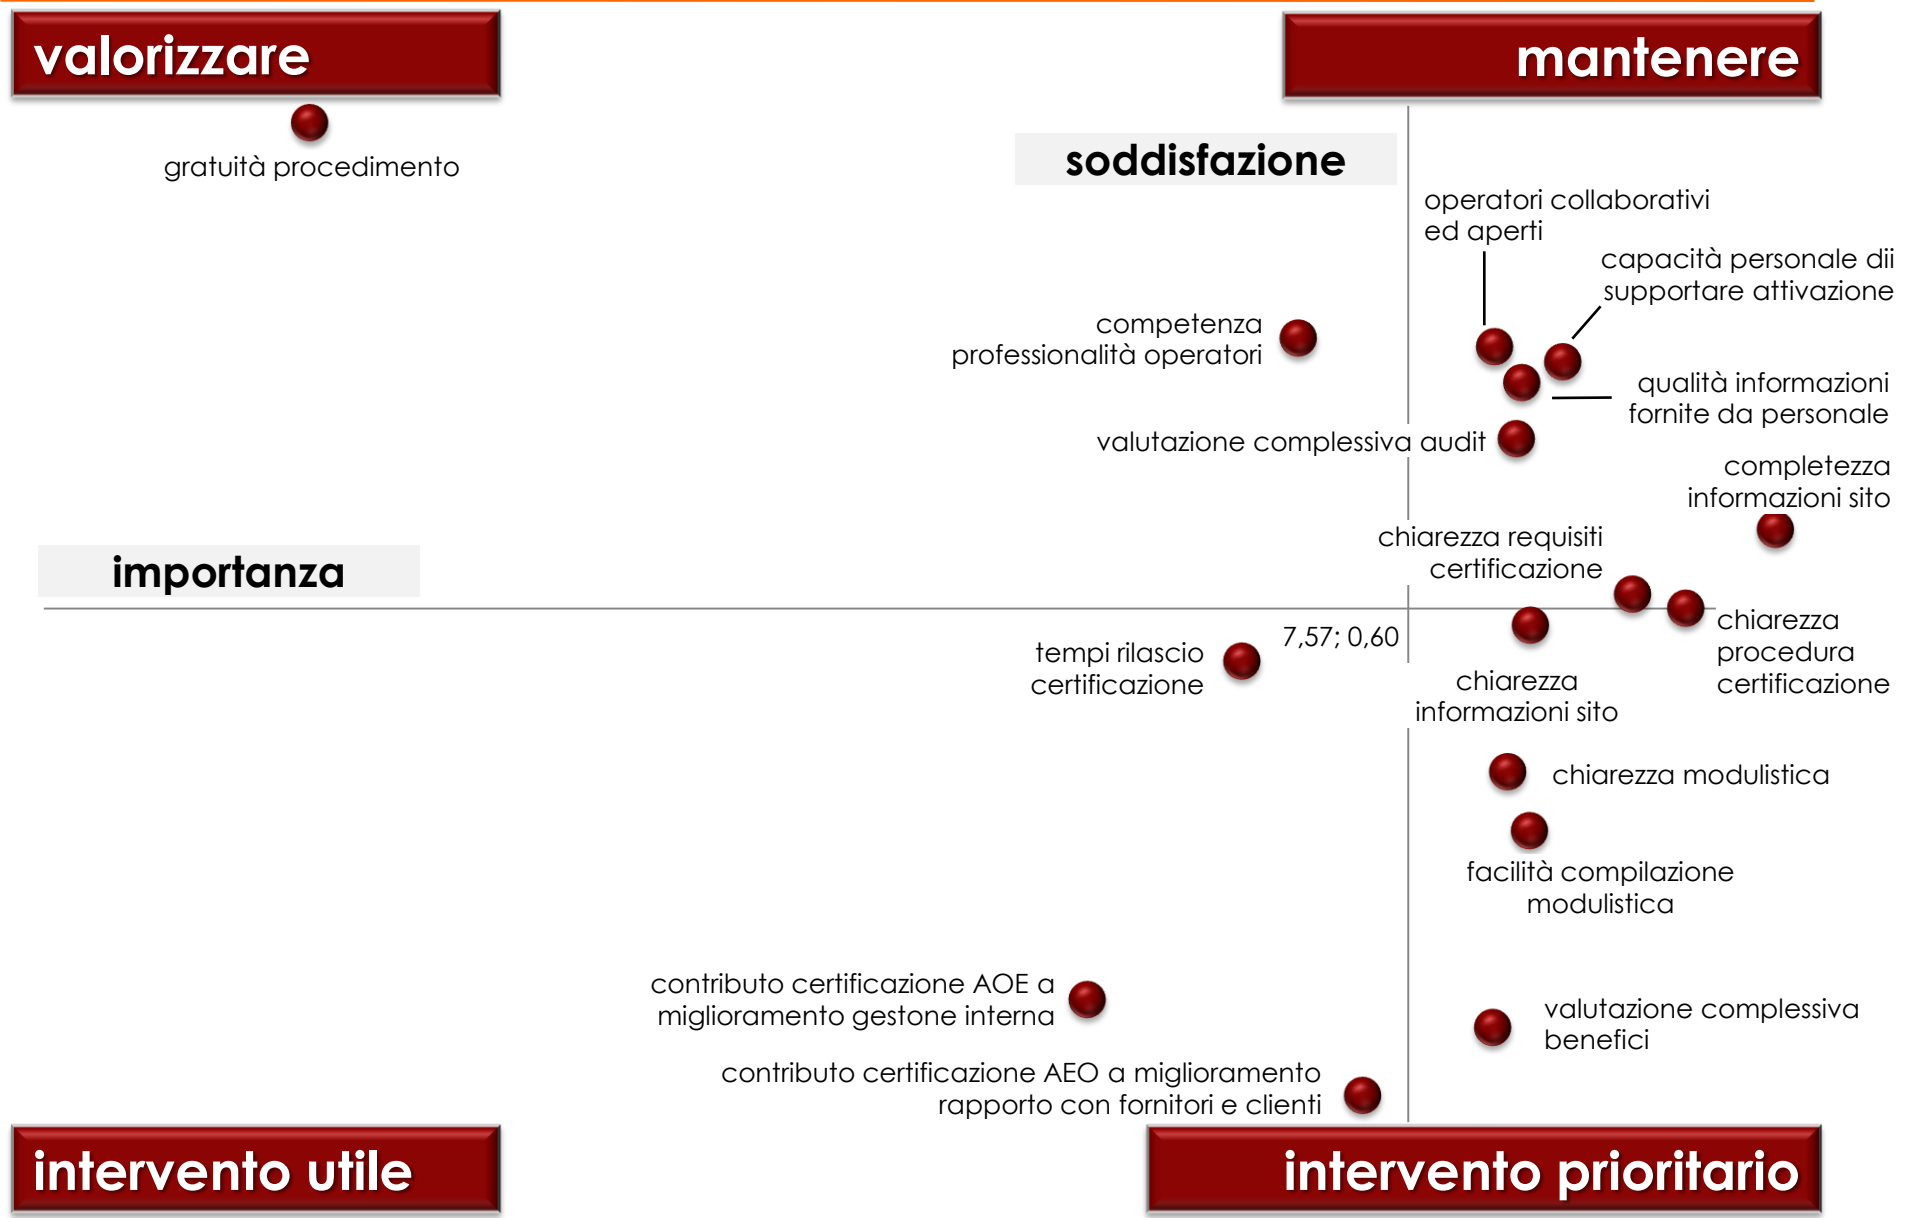 valorizzare
mantenere
gratuità procedimento
soddisfazione
operatori collaborativi
ed aperti
capacità personale dii
supportare attivazione
competenza
professionalità operatori
qualità informazioni
fornite da personale
valutazione complessiva audit
completezza
informazioni sito
chiarezza requisiti
certificazione
importanza
7,57; 0,60
chiarezza
procedura
certificazione
tempi rilascio
certificazione
chiarezza
informazioni sito
chiarezza modulistica
facilità compilazione
modulistica
contributo certificazione AOE a
miglioramento gestone interna
valutazione complessiva
benefici
contributo certificazione AEO a miglioramento
rapporto con fornitori e clienti
intervento utile
intervento prioritario